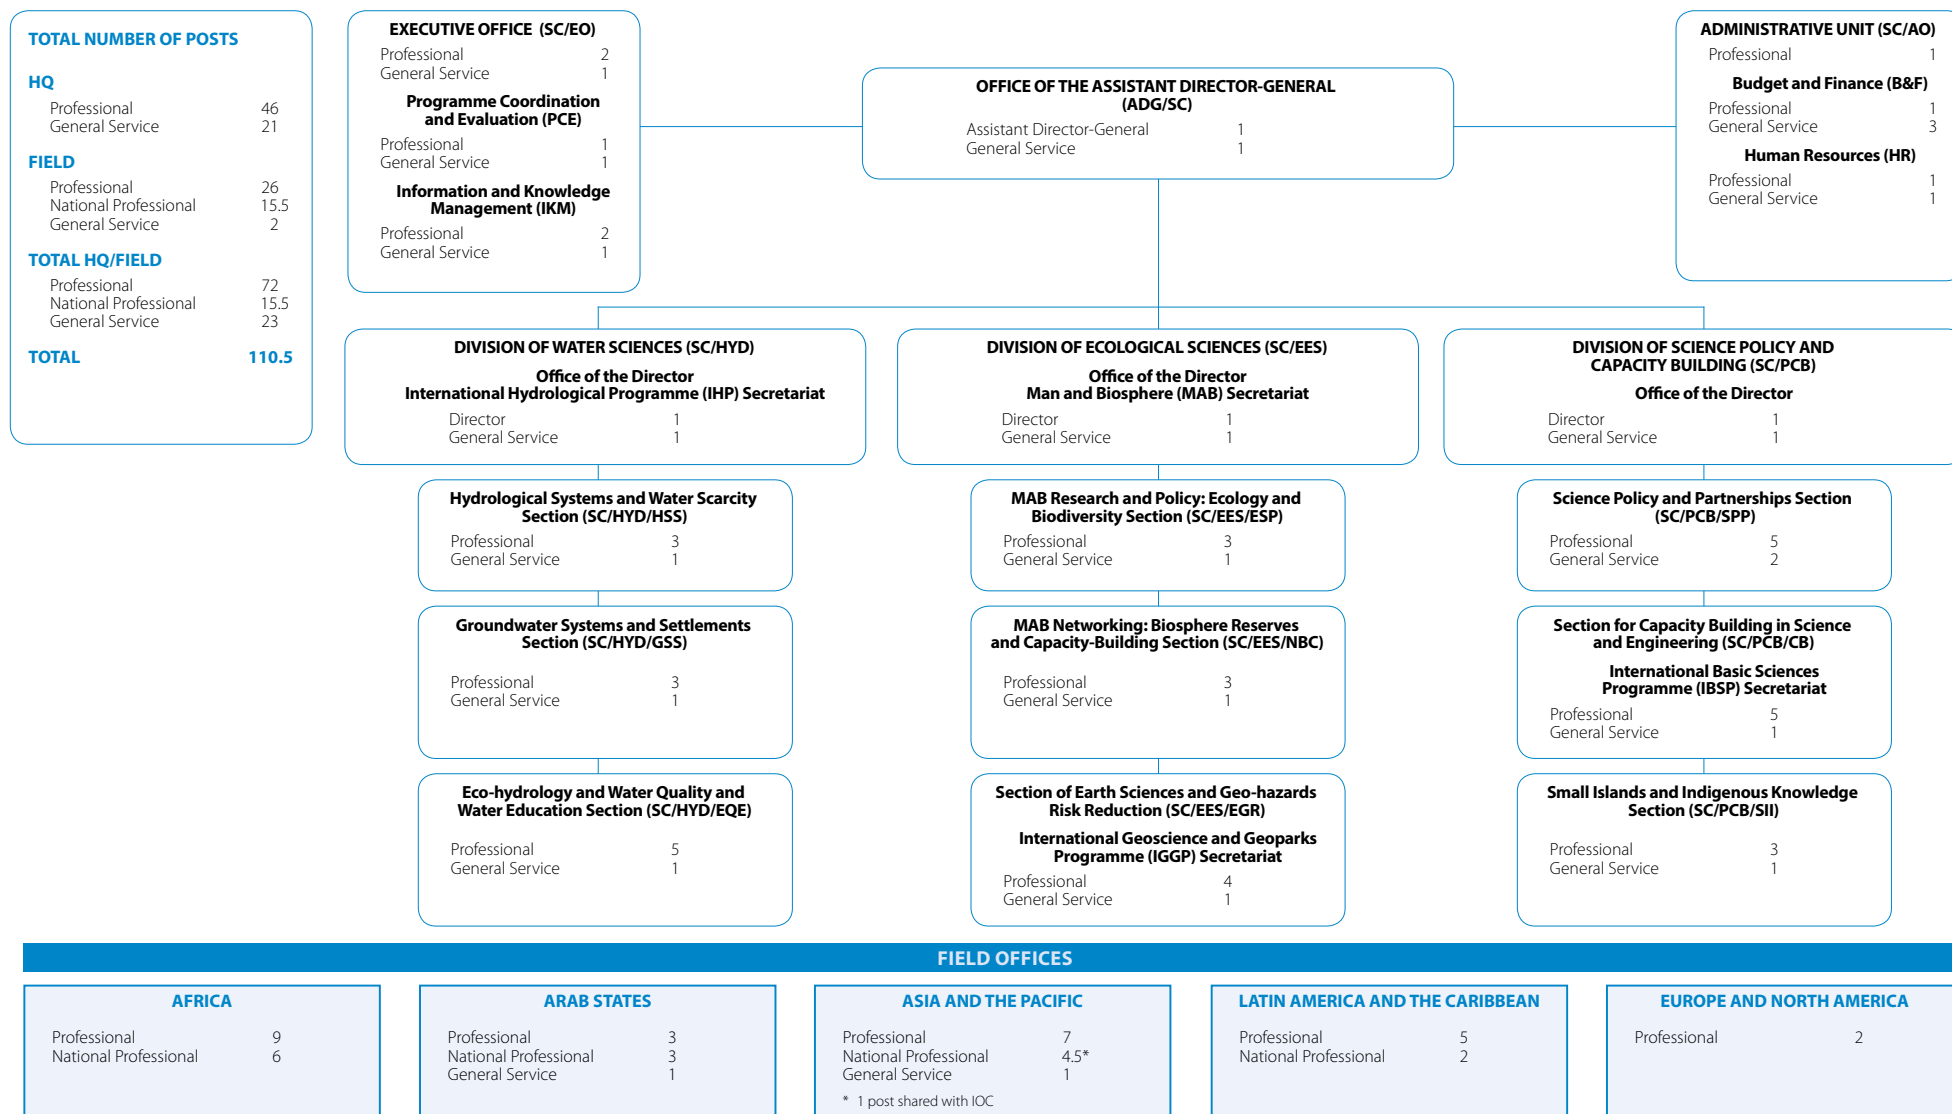 TOTAL NUMBER OF POSTS
HQ
Professional 46
General Service 21
FIELD
Professional 26
National Professional 15.5
General Service 2
TOTAL HQ/FIELD
Professional 72
National Professional 15.5
General Service 23
TOTAL 110.5
EXECUTIVE OFFICE (SC/EO)
Professional 2
General Service 1
Programme Coordination
and Evaluation (PCE)
Professional 1
General Service 1
Information and Knowledge
Management (IKM)
Professional 2
General Service 1
OFFICE OF THE ASSISTANT DIRECTOR-GENERAL
(ADG/SC)
Assistant Director-General 1
General Service 1
ADMINISTRATIVE UNIT (SC/AO)
Professional 1
Budget and Finance (B&F)
Professional 1
General Service 3
Human Resources (HR)
Professional 1
General Service 1
DIVISION OF WATER SCIENCES (SC/HYD)
Office of the Director
International Hydrological Programme (IHP) Secretariat
Director 1
General Service 1
Hydrological Systems and Water Scarcity
Section (SC/HYD/HSS)
Professional 3
General Service 1
Groundwater Systems and Settlements
Section (SC/HYD/GSS)
Professional 3
General Service 1
Eco-hydrology and Water Quality and
Water Education Section (SC/HYD/EQE)
Professional 5
General Service 1
DIVISION OF ECOLOGICAL SCIENCES (SC/EES)
Office of the Director
Man and Biosphere (MAB) Secretariat
Director 1
General Service 1
MAB Research and Policy: Ecology and
Biodiversity Section (SC/EES/ESP)
Professional 3
General Service 1
MAB Networking: Biosphere Reserves
and Capacity-Building Section (SC/EES/NBC)
Professional 3
General Service 1
Section of Earth Sciences and Geo-hazards
Risk Reduction (SC/EES/EGR)
International Geoscience and Geoparks
Programme (IGGP) Secretariat
Professional 4
General Service 1
DIVISION OF SCIENCE POLICY AND
CAPACITY BUILDING (SC/PCB)
Office of the Director
Director 1
General Service 1
Science Policy and Partnerships Section
(SC/PCB/SPP)
Professional 5
General Service 2
Section for Capacity Building in Science
and Engineering (SC/PCB/CB)
International Basic Sciences
Programme (IBSP) Secretariat
Professional 5
General Service 1
Small Islands and Indigenous Knowledge
Section (SC/PCB/SII)
Professional 3
General Service 1
FIELD OFFICES
AFRICA
Professional 9
National Professional 6
ARAB STATES
Professional 3
National Professional 3
General Service 1
ASIA AND THE PACIFIC
Professional 7
National Professional 4.5*
General Service 1
* 1 post shared with IOC
LATIN AMERICA AND THE CARIBBEAN
Professional 5
National Professional 2
EUROPE AND NORTH AMERICA
Professional 2